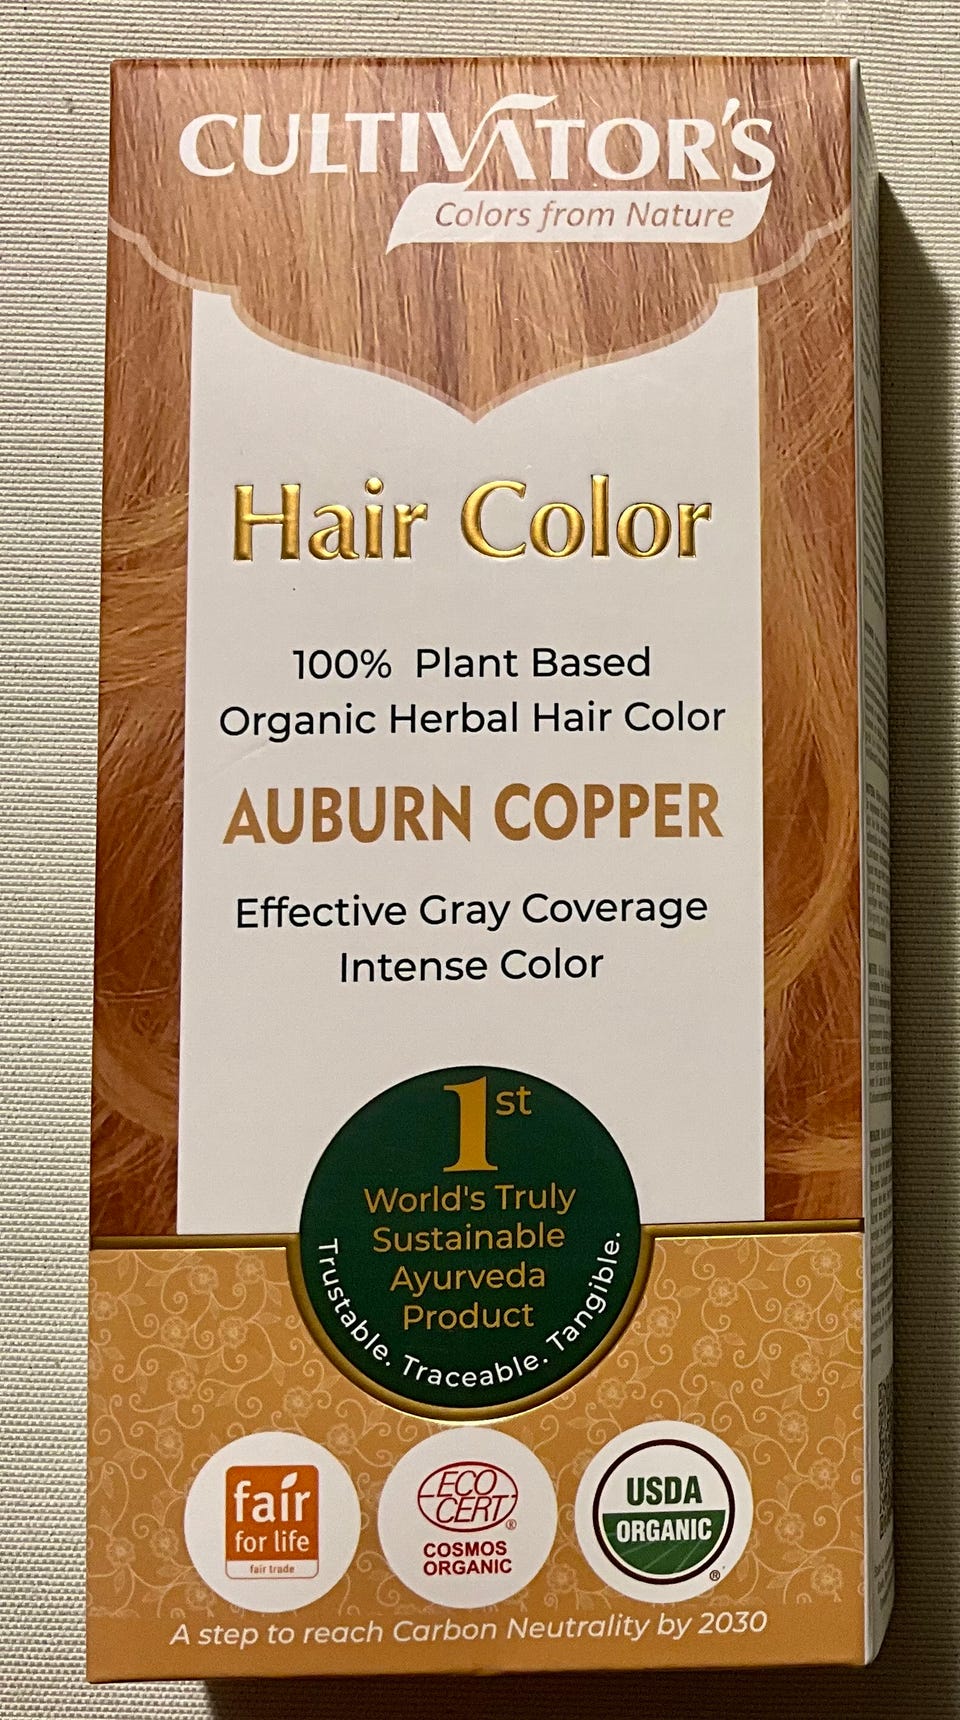 CULTIVATOR'S
Colors from Nature
Hair Color
100% Plant Based
Organic Herbal Hair Color
AUBURN COPPER
Effective Gray Coverage
Intense Color
1st
World's Truly
Sustainable
Ayurveda
Product
Trustable. Traceable. Tangible.
fair
for life
fair trade
ECO
CERT
®
COSMOS
ORGANIC
USDA
ORGANIC
®
A step to reach Carbon Neutrality by 2030